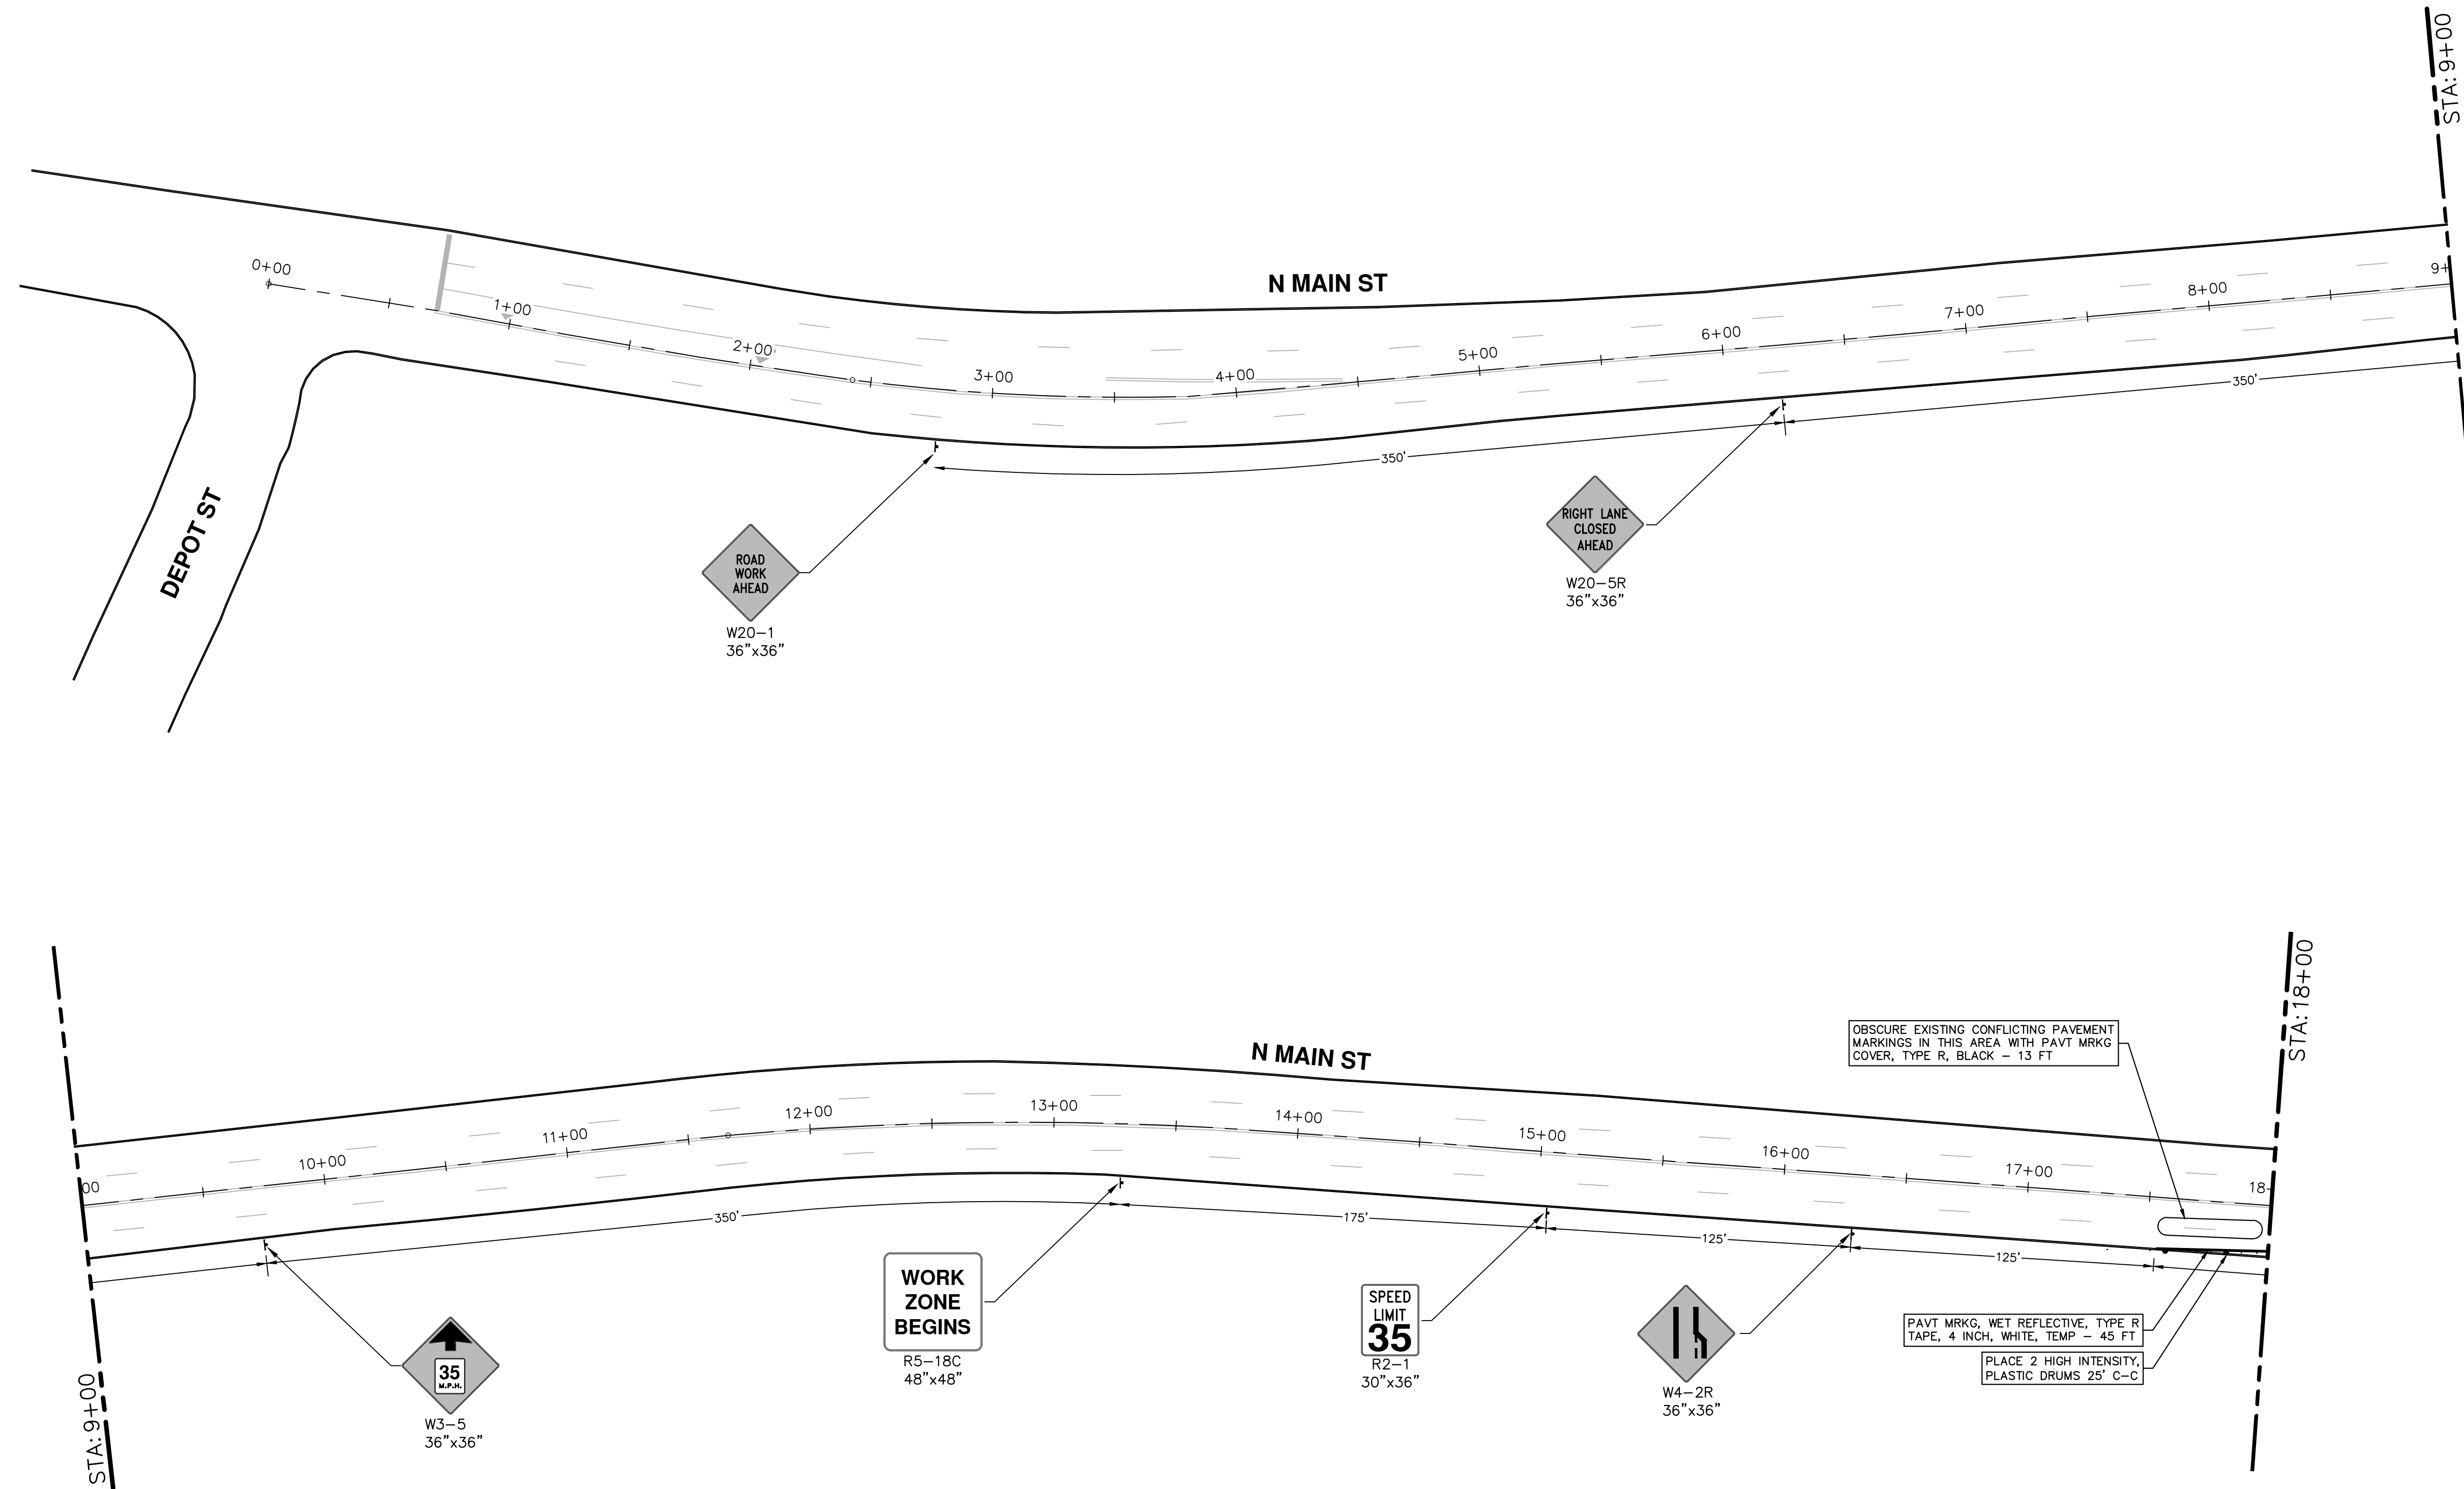 STA: 9+00
0+00
1+00
2+00
3+00
4+00
5+00
6+00
7+00
8+00
9+
N MAIN ST
350'
350'
DEPOT ST
ROAD
WORK
AHEAD
W20-1
36"x36"
RIGHT LANE
CLOSED
AHEAD
W20-5R
36"x36"
STA: 18+00
N MAIN ST
OBSCURE EXISTING CONFLICTING PAVEMENT
MARKINGS IN THIS AREA WITH PAVT MRKG
COVER, TYPE R, BLACK - 13 FT
00
10+00
11+00
12+00
13+00
14+00
15+00
16+00
17+00
18
350'
175'
125'
125'
STA: 9+00
35
M.P.H.
W3-5
36"x36"
WORK
ZONE
BEGINS
R5-18C
48"x48"
SPEED
LIMIT
35
R2-1
30"x36"
W4-2R
36"x36"
PAVT MRKG, WET REFLECTIVE, TYPE R
TAPE, 4 INCH, WHITE, TEMP - 45 FT
PLACE 2 HIGH INTENSITY,
PLASTIC DRUMS 25' C-C